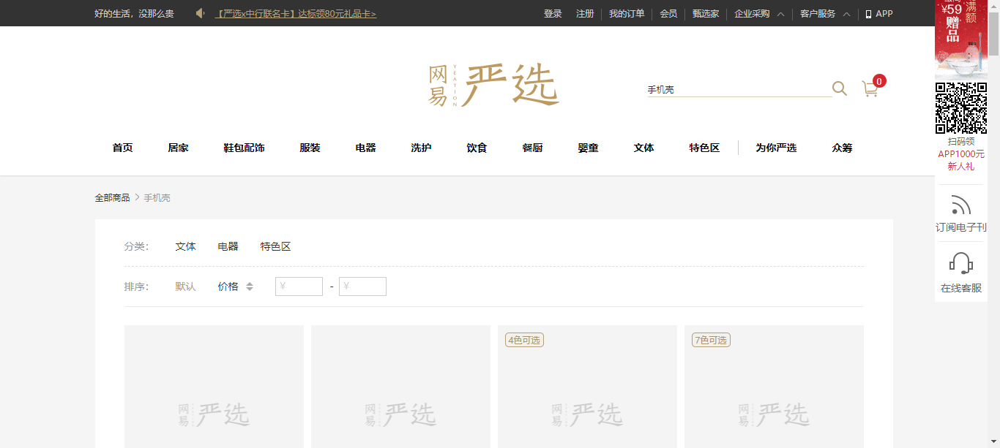 好的生活，没那么贵
【严选x中行联名卡】达标领80元礼品卡>
登录 注册 我的订单 会员 甄选家 企业采购 客户服务 APP
满额
¥59
赠品
网易 YEATION 严选
手机壳
0
扫码领
APP1000元
新人礼
首页 居家 鞋包配饰 服装 电器 洗护 饮食 餐厨 婴童 文体 特色区 为你严选 众筹
全部商品 > 手机壳
订阅电子刊
在线客服
分类： 文体 电器 特色区
排序： 默认 价格 ¥ - ¥
4色可选
7色可选
网易 严选
网易 严选
网易 严选
网易 严选